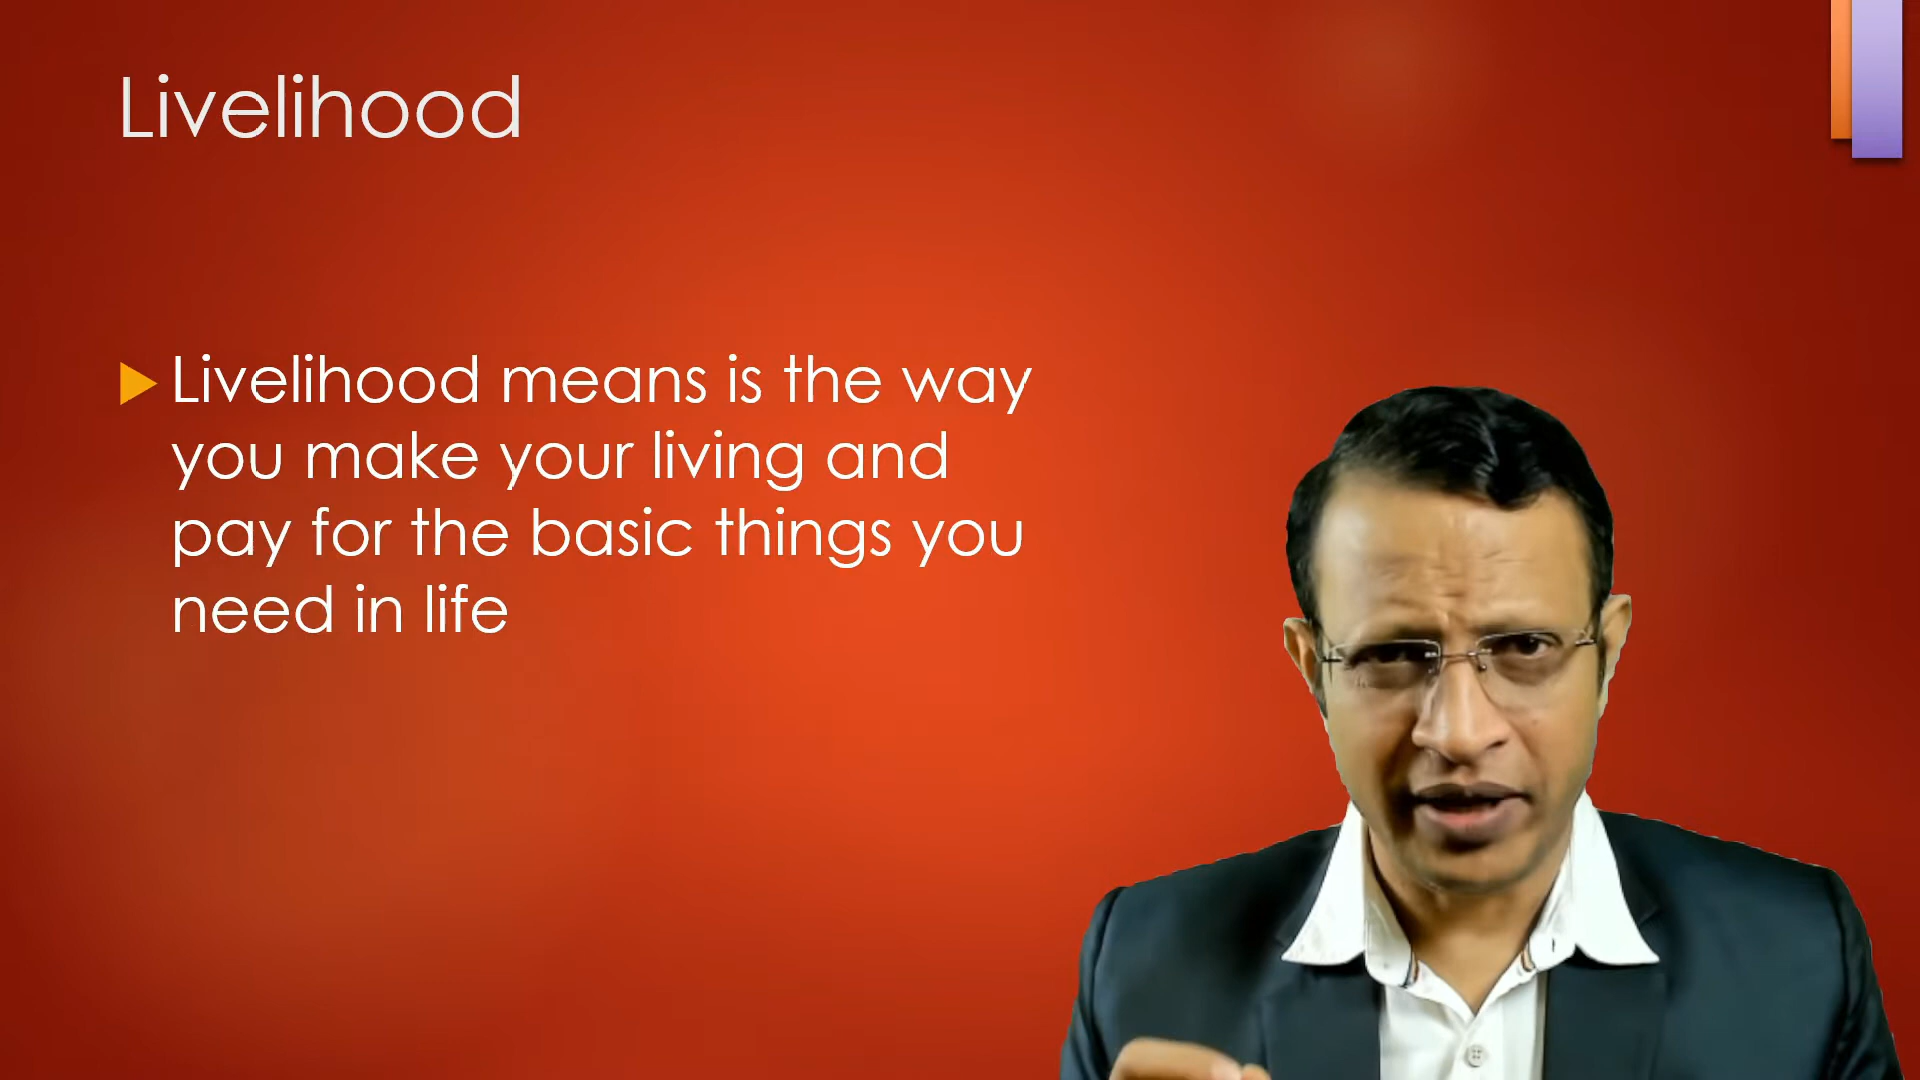 Livelihood
Livelihood means is the way
you make your living and
pay for the basic things you
need in life